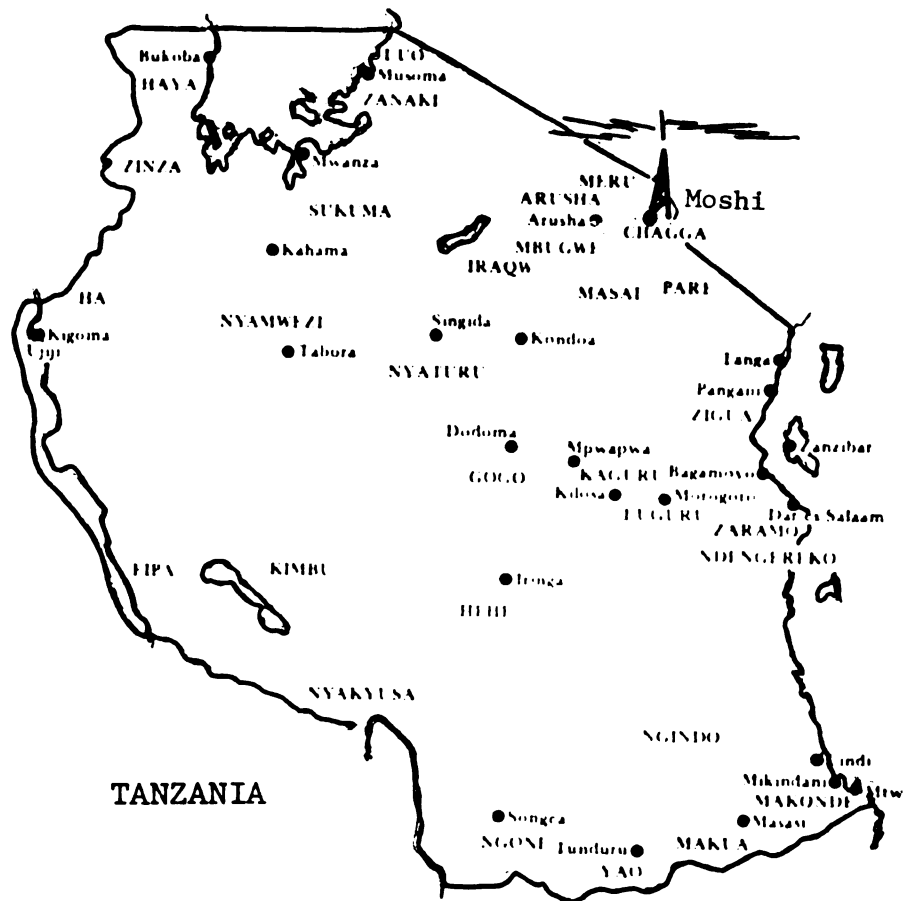 Bukoba
LUO
Musoma
HAYA
ZANAKI
Mwanza
ZINZA
MERU
ARUSHA
Moshi
SUKUMA
Arusha
CHAGGA
Kahama
MBUGWE
IRAQW
HA
MASAI
PARE
NYAMWEZI
Singida
Kigoma
Kondoa
Ujiji
Tabora
Tanga
NYATURU
Pangani
ZIGUA
Dodoma
Mpwapwa
Zanzibar
GOGO
KAGURU
Bagamoyo
Kilosa
Morogoro
LUGURU
Dar es Salaam
ZARAMO
NDENGEREKO
FIPA
KIMBU
Iringa
HEHE
NYAKYUSA
NGINDO
Lindi
TANZANIA
Mikindani
Mtw
MAKONDE
Songea
Masasi
NGONI
Tunduru
MAKUA
YAO